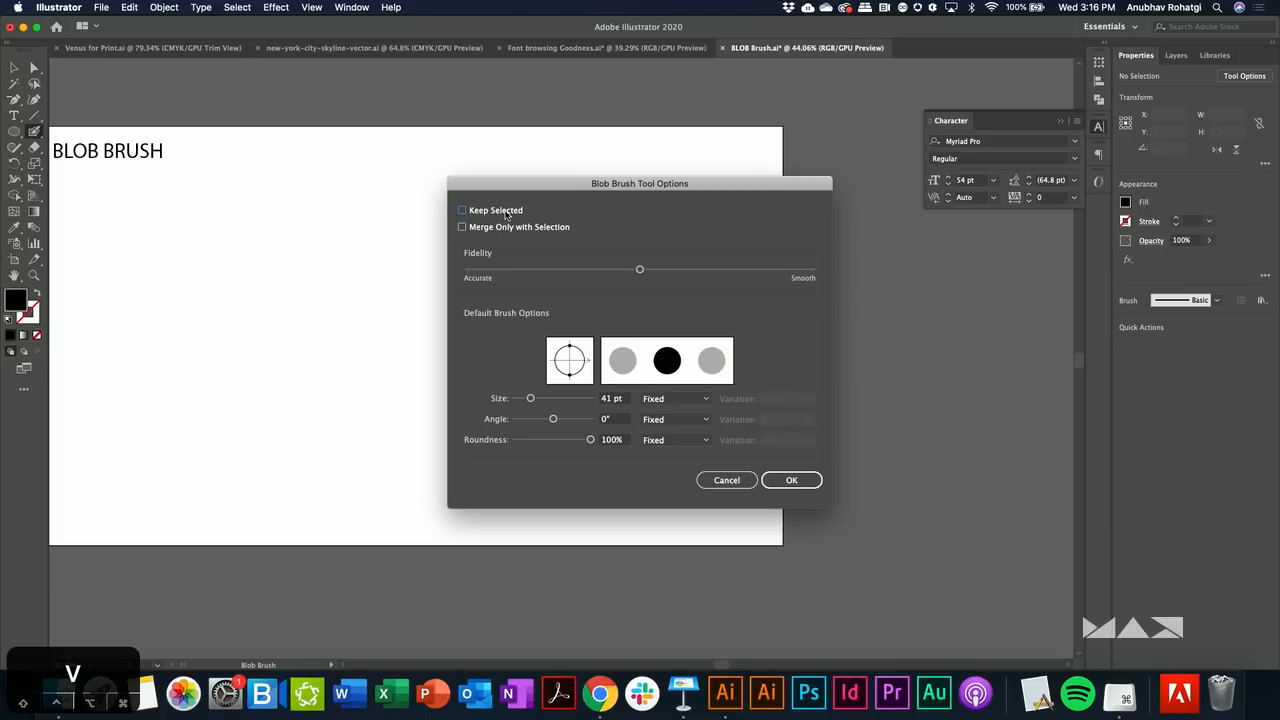 Illustrator File Edit Object Type Select Effect View Window Help 100% Wed 3:16 PM Anubhav Rohatgi
Adobe Illustrator 2020
Essentials
Search Adobe Stock
Venus for Print.ai @ 79.34% (CMYK/GPU Trim View)
new-york-city-skyline-vector.ai @ 64.8% (CMYK/GPU Preview)
Font browsing Goodness.ai* @ 39.29% (RGB/GPU Preview)
BLOB Brush.ai* @ 44.06% (RGB/GPU Preview)
BLOB BRUSH
Blob Brush Tool Options
Keep Selected
Merge Only with Selection
Fidelity
Accurate Smooth
Default Brush Options
Size: 41 pt Fixed Variation:
Angle: 0° Fixed Variation:
Roundness: 100% Fixed Variation:
Cancel OK
Character
Myriad Pro
Regular
54 pt (64.8 pt)
Auto 0
Properties Layers Libraries
No Selection Tool Options
Transform
X: W:
Y: H:
Appearance
Fill
Stroke
Opacity 100%
fx.
Brush Basic
Quick Actions
Blob Brush
V
MAX